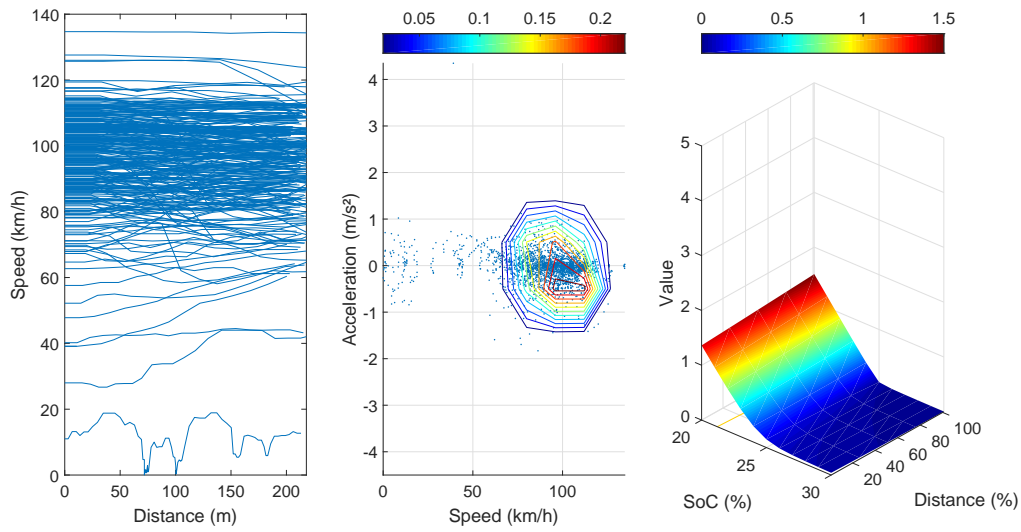 140
120
100
80
60
40
20
0
0 50 100 150 200
Distance (m)
Speed (km/h)
0.05 0.1 0.15 0.2
4
3
2
1
0
-1
-2
-3
-4
0 50 100
Speed (km/h)
Acceleration (m/s²)
0 0.5 1 1.5
5
4
3
2
1
0
Value
20 25 30
SoC (%)
20 40 60 80 100
Distance (%)